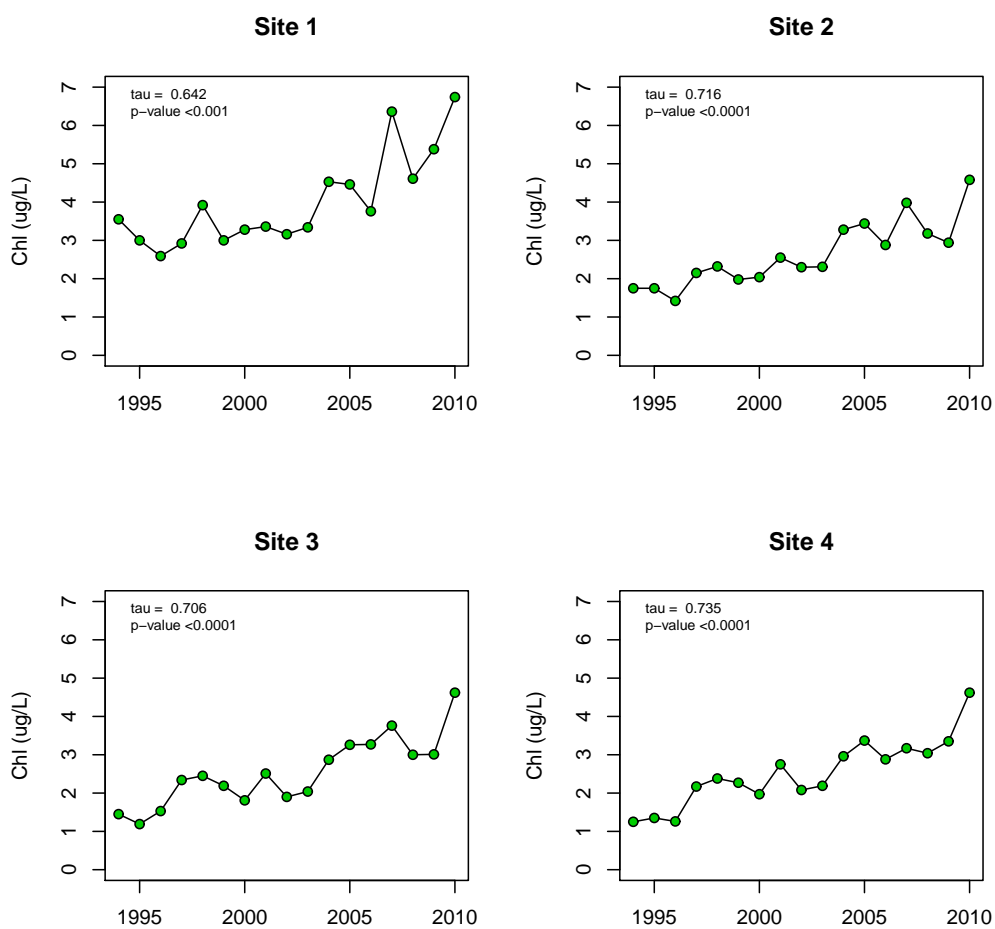 Site 1
tau =  0.642
p−value <0.001
Chl (ug/L)
7
6
5
4
3
2
1
0
1995 2000 2005 2010
Site 2
tau =  0.716
p−value <0.0001
Chl (ug/L)
7
6
5
4
3
2
1
0
1995 2000 2005 2010
Site 3
tau =  0.706
p−value <0.0001
Chl (ug/L)
7
6
5
4
3
2
1
0
1995 2000 2005 2010
Site 4
tau =  0.735
p−value <0.0001
Chl (ug/L)
7
6
5
4
3
2
1
0
1995 2000 2005 2010